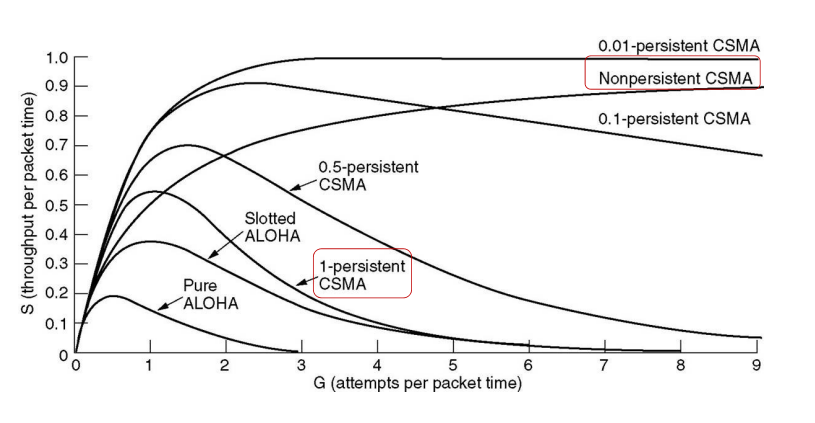 0.01-persistent CSMA
1.0
Nonpersistent CSMA
0.9
0.8
0.1-persistent CSMA
0.7
0.6
0.5-persistent
CSMA
0.5
0.4
Slotted
ALOHA
0.3
1-persistent
CSMA
0.2
Pure
ALOHA
0.1
0
S (throughput per packet time)
0 1 2 3 4 5 6 7 8 9
G (attempts per packet time)